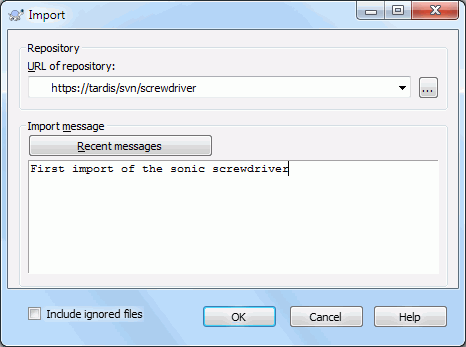 Import
Repository
URL of repository:
https://tardis/svn/screwdriver
...
Import message
Recent messages
First import of the sonic screwdriver
Include ignored files
OK
Cancel
Help